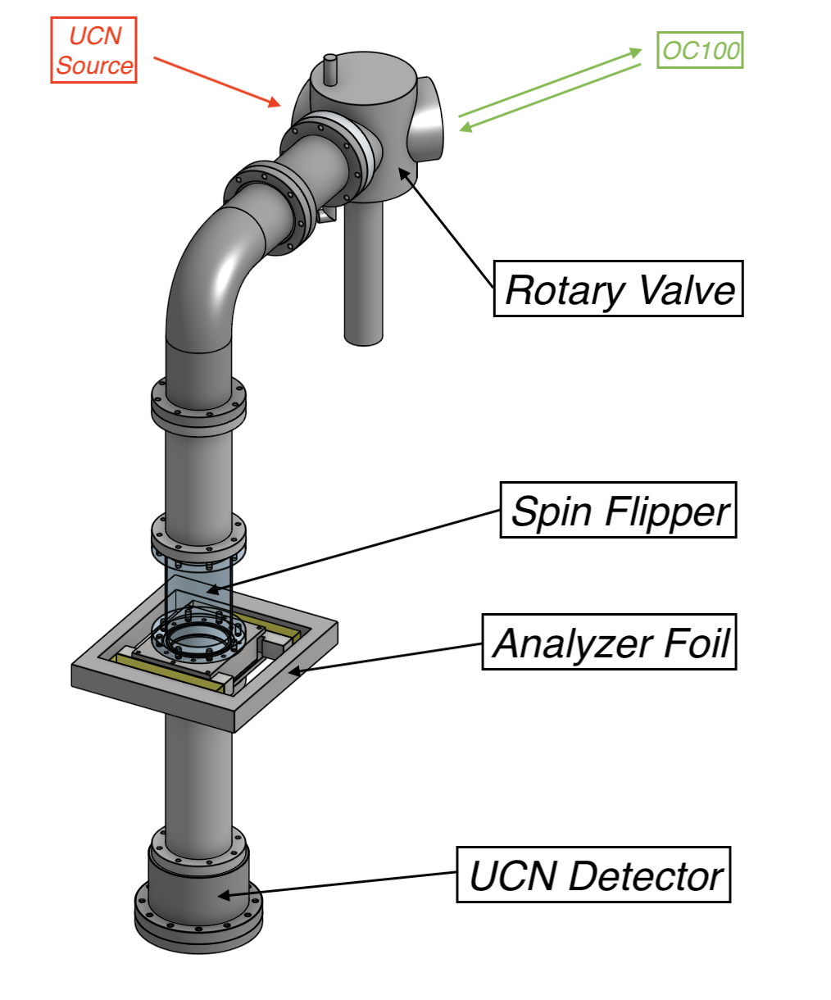 UCN
Source
OC100
Rotary Valve
Spin Flipper
Analyzer Foil
UCN Detector